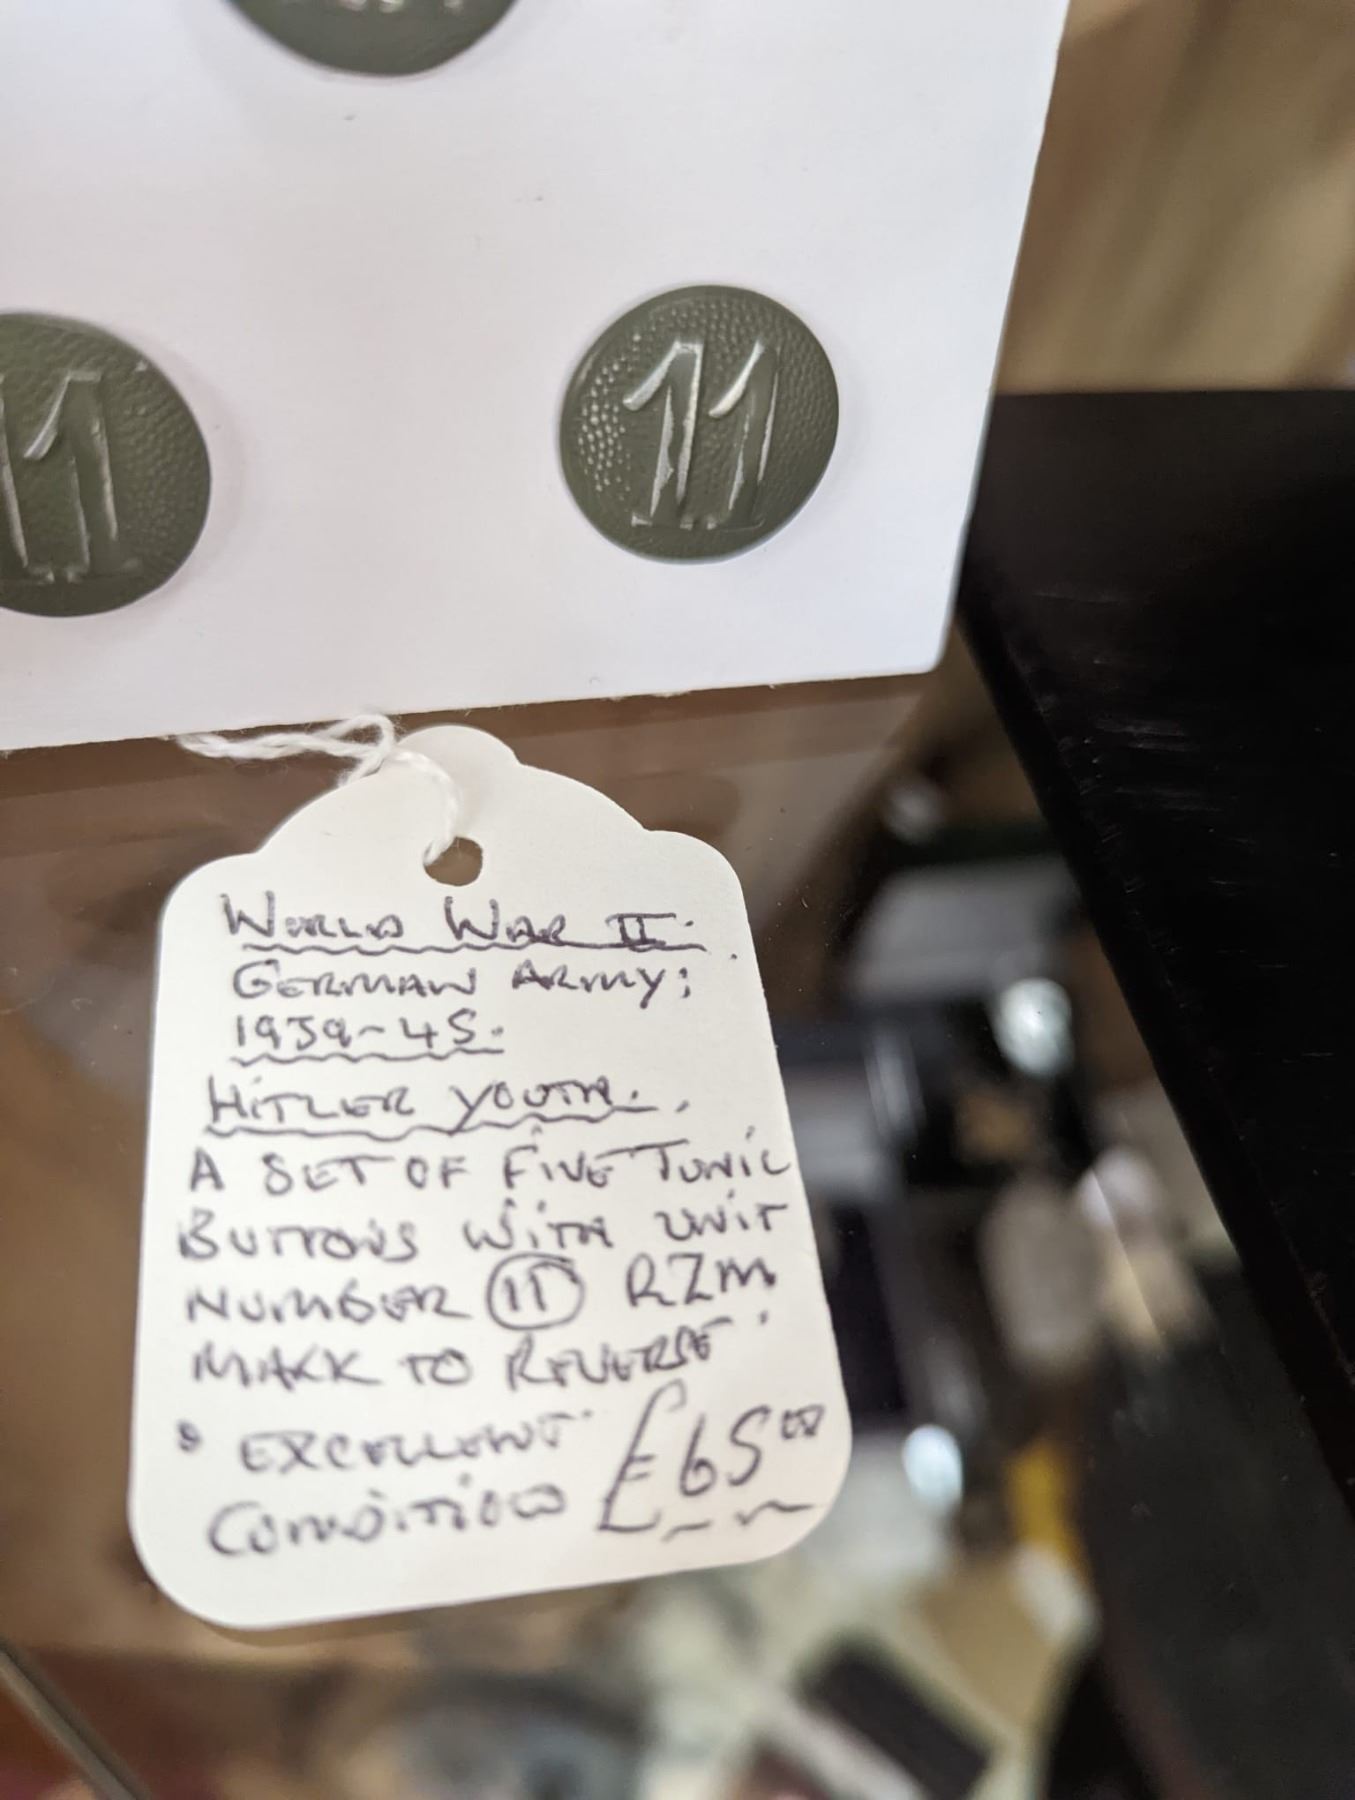 11
11
WORLD WAR II.
GERMAN ARMY;
1939-45.
HITLER YOUTH.
A SET OF FIVE TUNIC
BUTTONS WITH UNIT
NUMBER 11 RZM
MARK TO REVERSE.
EXCELLENT
CONDITION £65.00